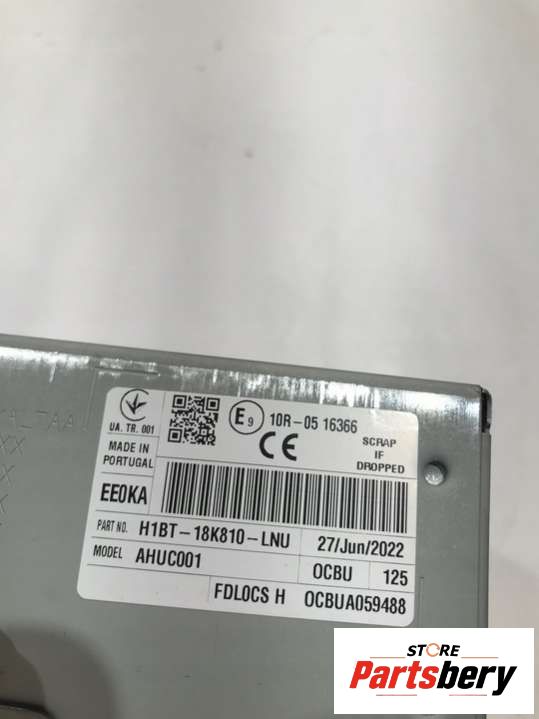 UA. TR. 001
E9 10R-05 16366
CE
SCRAP
IF
DROPPED
MADE IN
PORTUGAL
EE0KA
PART NO. H1BT-18K810-LNU 27/Jun/2022
MODEL AHUC001 OCBU 125
FDLOCS H OCBUA059488
STORE
Partsbery